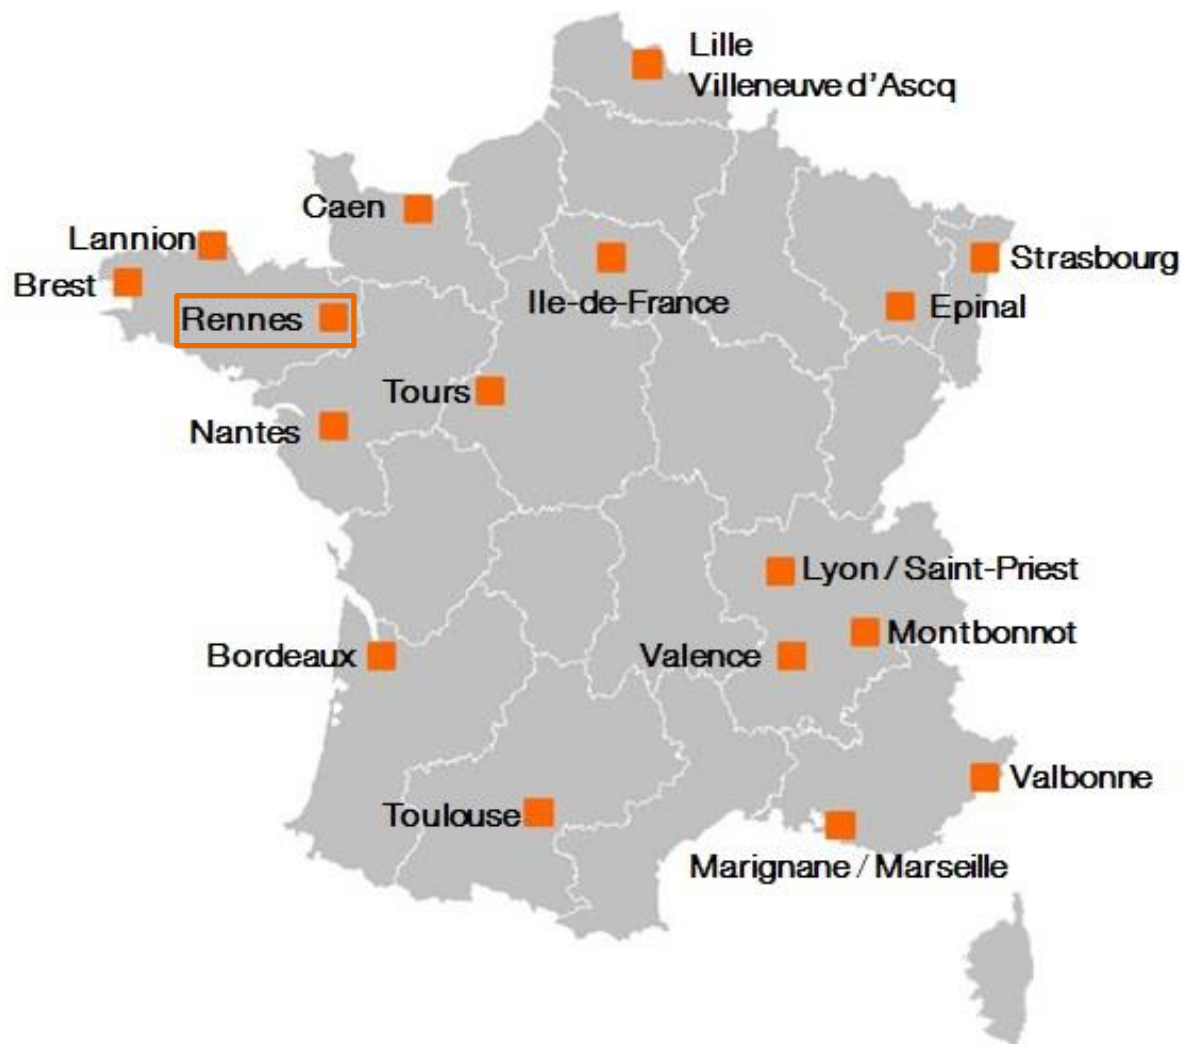 Lille
Villeneuve d'Ascq
Caen
Lannion
Strasbourg
Brest
Ile-de-France
Epinal
Rennes
Tours
Nantes
Lyon / Saint-Priest
Montbonnot
Bordeaux
Valence
Valbonne
Toulouse
Marignane / Marseille